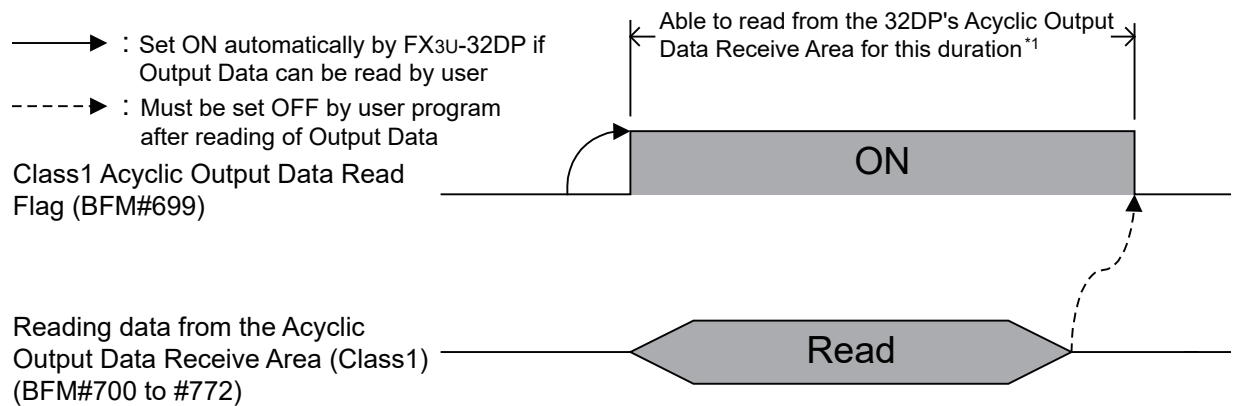 : Set ON automatically by FX3U-32DP if
Output Data can be read by user
: Must be set OFF by user program
after reading of Output Data
Able to read from the 32DP's Acyclic Output
Data Receive Area for this duration*1
Class1 Acyclic Output Data Read
Flag (BFM#699)
ON
Reading data from the Acyclic
Output Data Receive Area (Class1)
(BFM#700 to #772)
Read